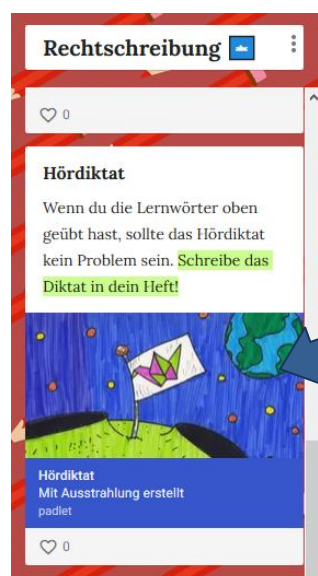 Rechtschreibung
0
Hördiktat
Wenn du die Lernwörter oben
geübt hast, sollte das Hördiktat
kein Problem sein. Schreibe das
Diktat in dein Heft!
Hördiktat
Mit Ausstrahlung erstellt
padlet
0